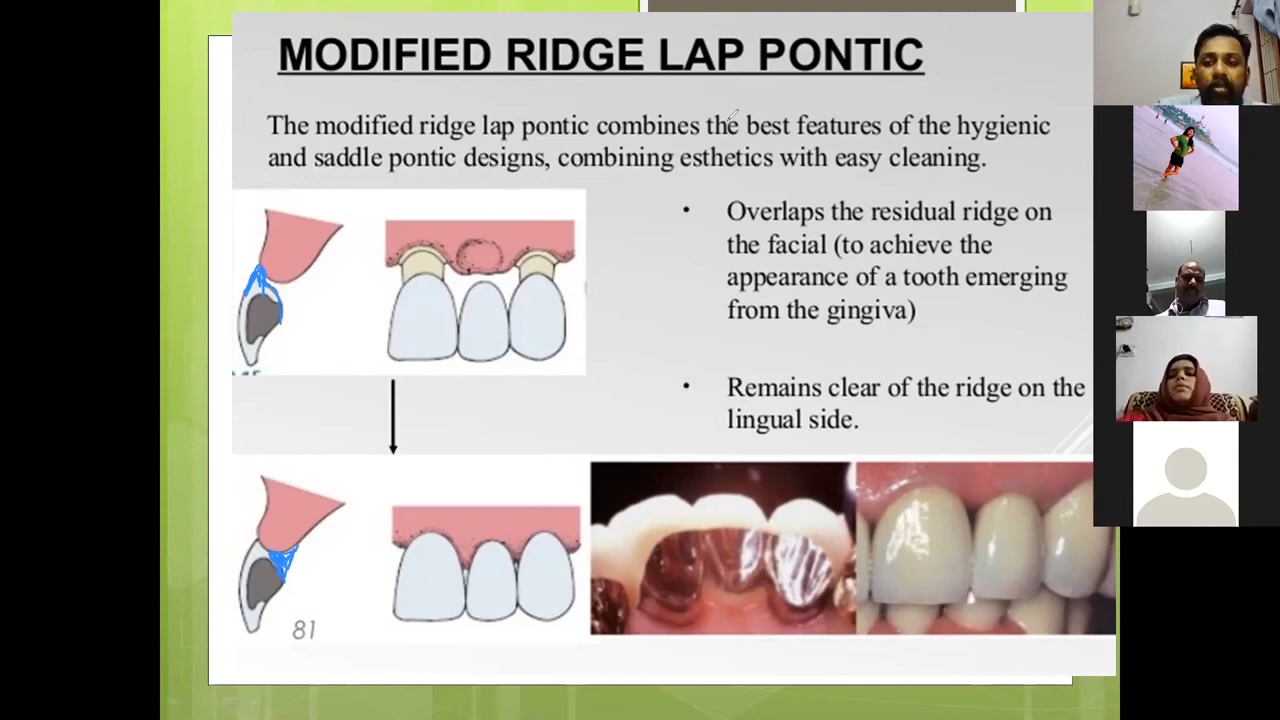 MODIFIED RIDGE LAP PONTIC
The modified ridge lap pontic combines the best features of the hygienic
and saddle pontic designs, combining esthetics with easy cleaning.
• Overlaps the residual ridge on
the facial (to achieve the
appearance of a tooth emerging
from the gingiva)
• Remains clear of the ridge on the
lingual side.
81